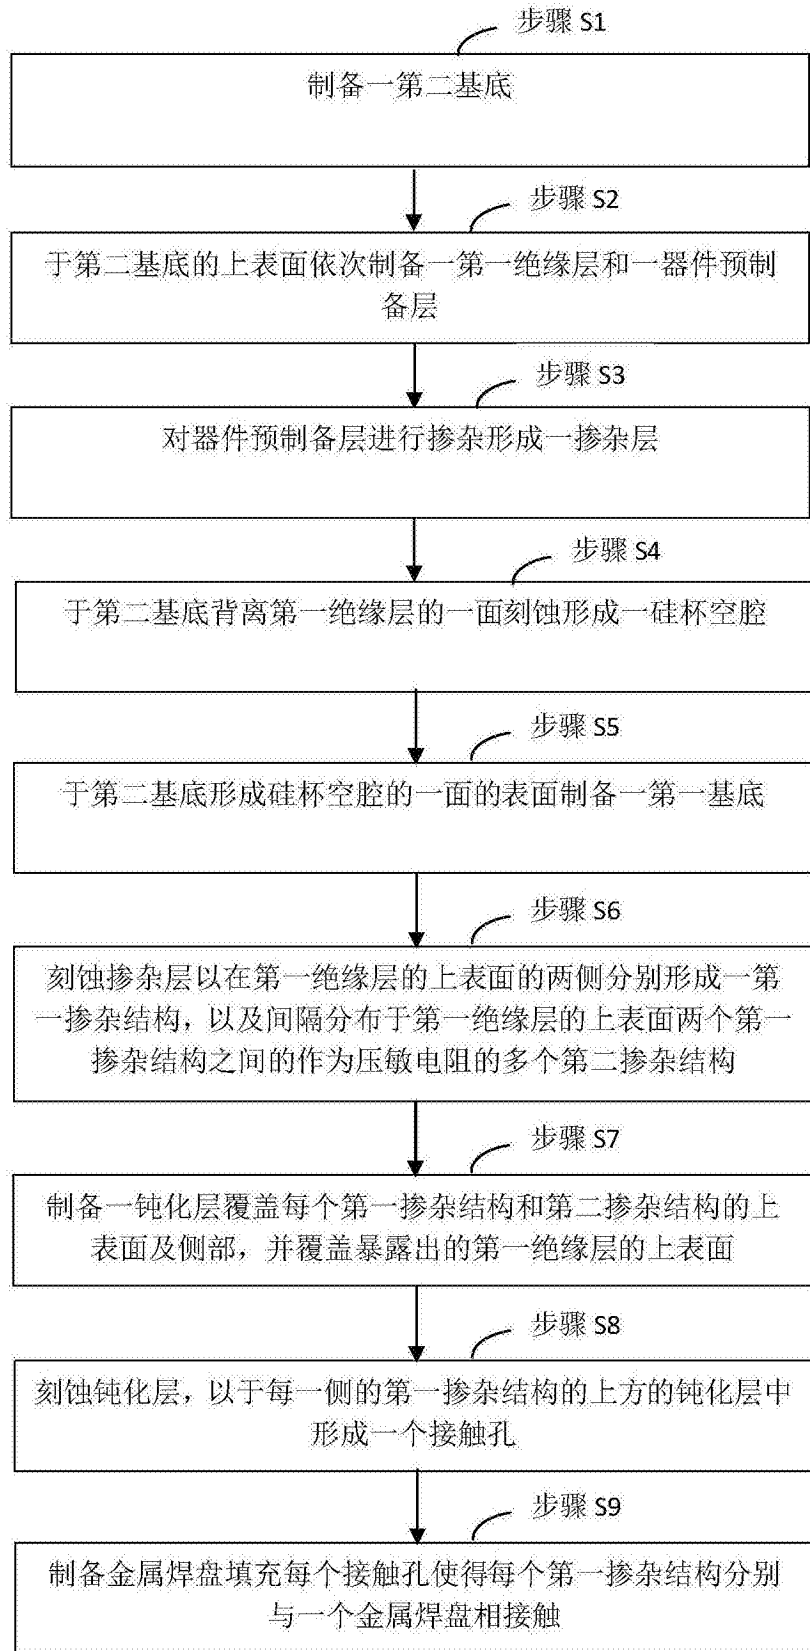 步骤 S1
制备一第二基底
步骤 S2
于第二基底的上表面依次制备一第一绝缘层和一器件预制
备层
步骤 S3
对器件预制备层进行掺杂形成一掺杂层
步骤 S4
于第二基底背离第一绝缘层的一面刻蚀形成一硅杯空腔
步骤 S5
于第二基底形成硅杯空腔的一面的表面制备一第一基底
步骤 S6
刻蚀掺杂层以在第一绝缘层的上表面的两侧分别形成一第
一掺杂结构，以及间隔分布于第一绝缘层的上表面两个第一
掺杂结构之间的作为压敏电阻的多个第二掺杂结构
步骤 S7
制备一钝化层覆盖每个第一掺杂结构和第二掺杂结构的上
表面及侧部，并覆盖暴露出的第一绝缘层的上表面
步骤 S8
刻蚀钝化层，以于每一侧的第一掺杂结构的上方的钝化层中
形成一个接触孔
步骤 S9
制备金属焊盘填充每个接触孔使得每个第一掺杂结构分别
与一个金属焊盘相接触